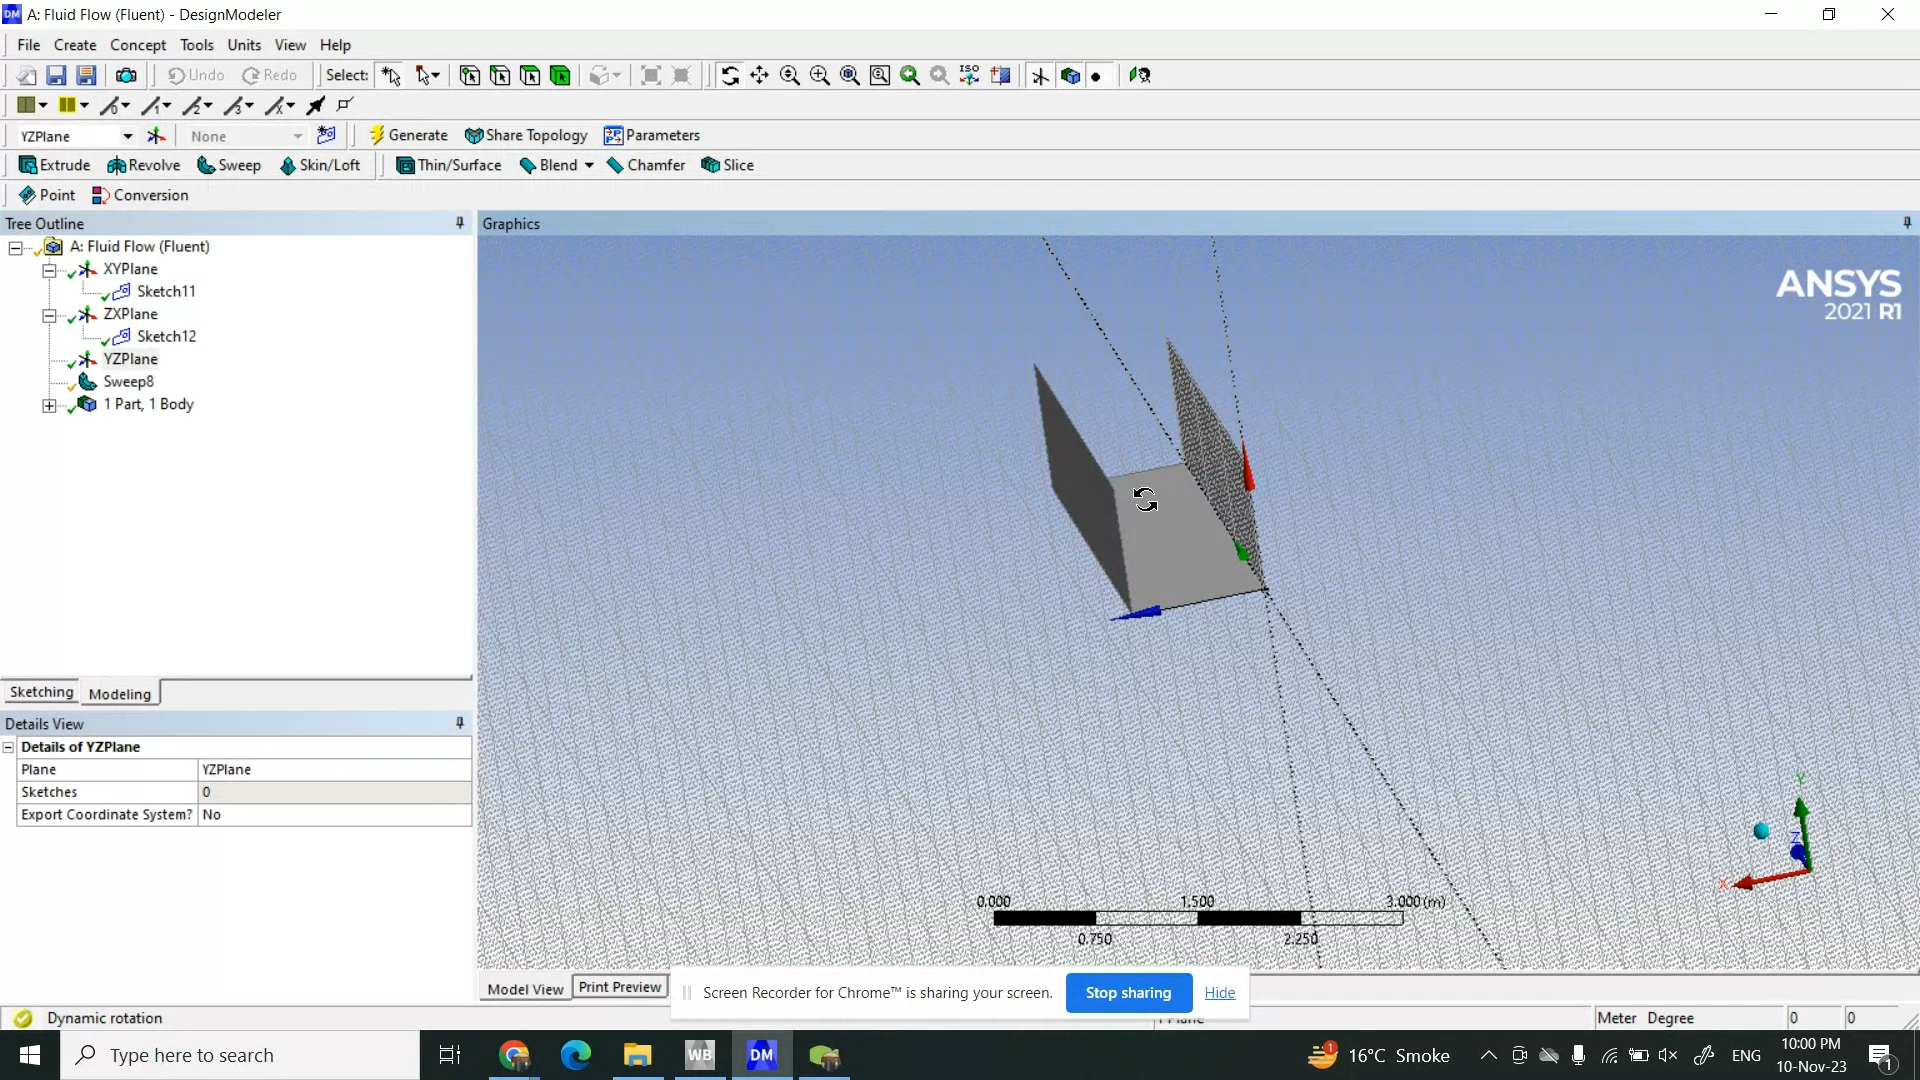 A: Fluid Flow (Fluent) - DesignModeler
File Create Concept Tools Units View Help
Undo Redo Select: ISO
YZPlane None Generate Share Topology Parameters
Extrude Revolve Sweep Skin/Loft Thin/Surface Blend Chamfer Slice
Point Conversion
Tree Outline
A: Fluid Flow (Fluent)
XYPlane
Sketch11
ZXPlane
Sketch12
YZPlane
Sweep8
1 Part, 1 Body
Sketching Modeling
Details View
Details of YZPlane
Plane YZPlane
Sketches 0
Export Coordinate System? No
Graphics
ANSYS
2021 R1
Y
Z
X
0.000 1.500 3.000 (m)
0.750 2.250
Model View Print Preview
Screen Recorder for Chrome™ is sharing your screen. Stop sharing Hide
Dynamic rotation
Meter Degree 0 0
Type here to search
WB DM
1 16°C Smoke
ENG
10:00 PM
10-Nov-23
1